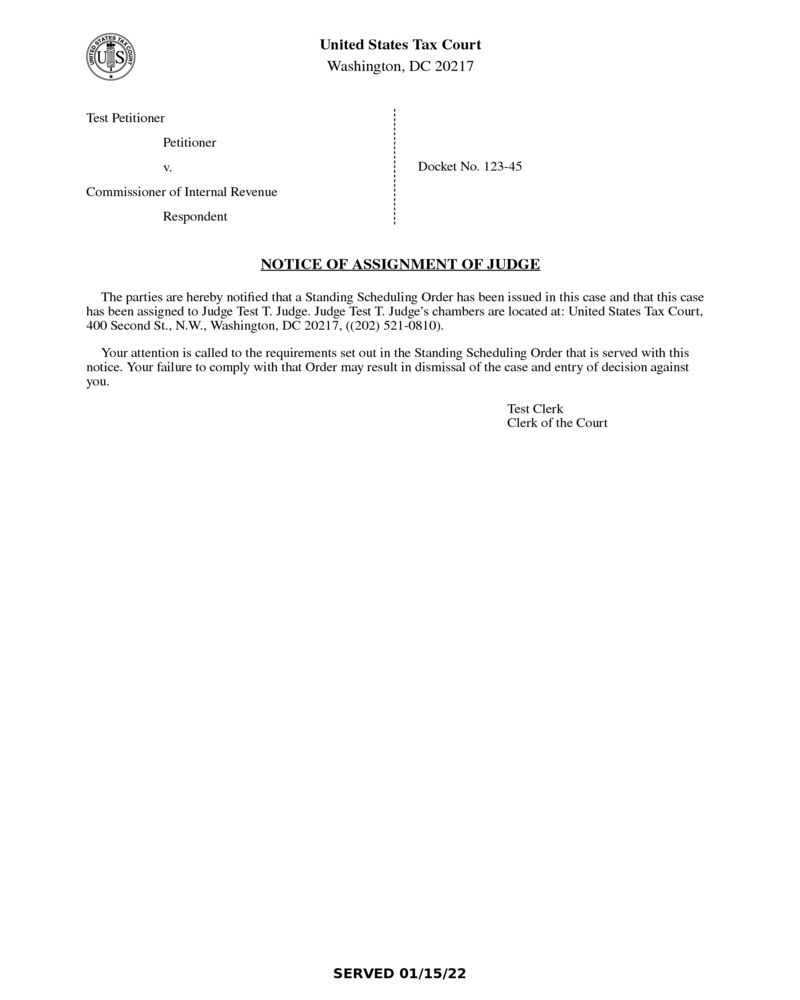 UNITED STATES TAX COURT
US
United States Tax Court
Washington, DC 20217
Test Petitioner
Petitioner
v.
Docket No. 123-45
Commissioner of Internal Revenue
Respondent
NOTICE OF ASSIGNMENT OF JUDGE
The parties are hereby notified that a Standing Scheduling Order has been issued in this case and that this case
has been assigned to Judge Test T. Judge. Judge Test T. Judge’s chambers are located at: United States Tax Court,
400 Second St., N.W., Washington, DC 20217, ((202) 521-0810).
Your attention is called to the requirements set out in the Standing Scheduling Order that is served with this
notice. Your failure to comply with that Order may result in dismissal of the case and entry of decision against
you.
Test Clerk
Clerk of the Court
SERVED 01/15/22